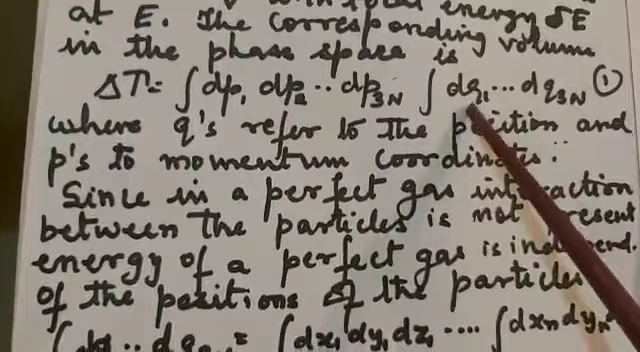 at E. The corresponding volume
in the phase space is
ΔΓ = ∫ dp₁ dp₂ .. dp₃N ∫ dq₁ ... dq₃N ①
where q's refer to the position and
p's to momentum coordinates.
Since in a perfect gas interaction
between the particles is not present
energy of a perfect gas is independ.
of the positions of the particles
= ∫ dx₁ dy₁ dz₁ .... ∫ dxₙ dyₙ